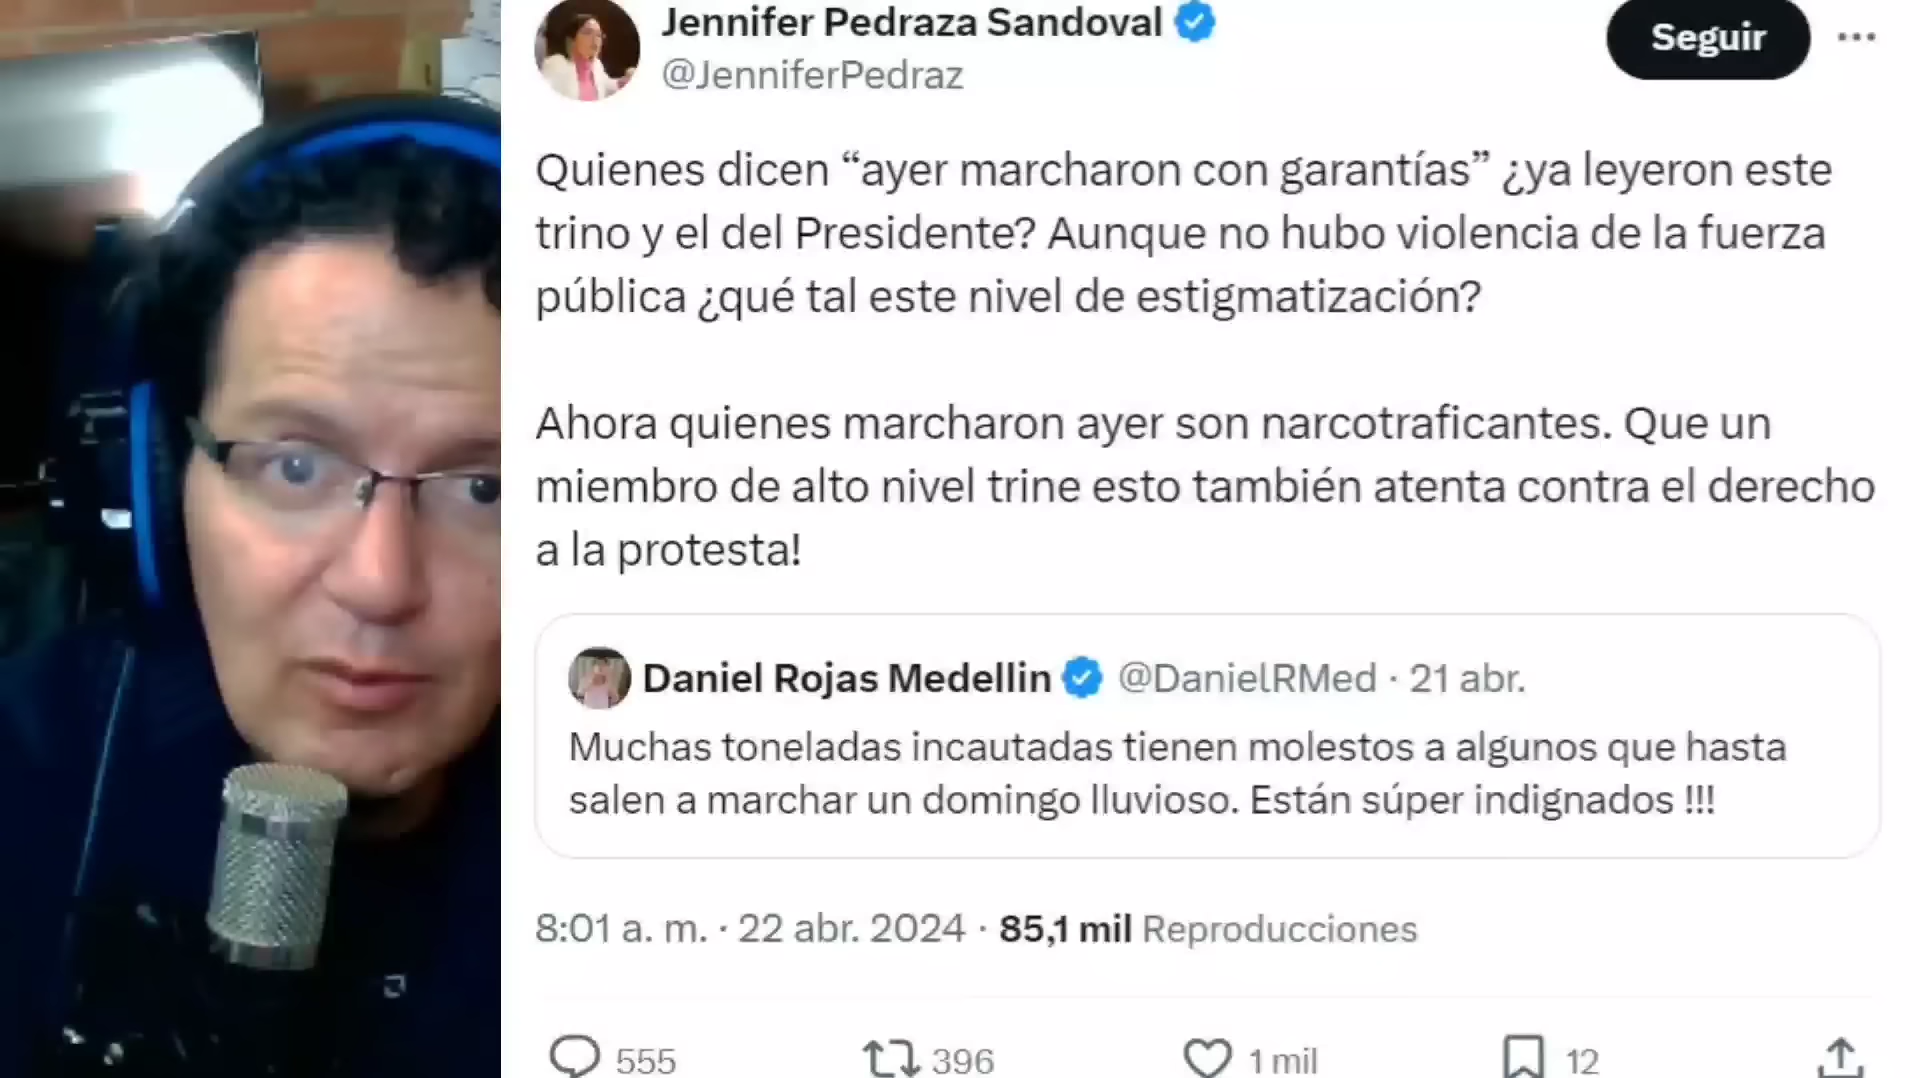 Jennifer Pedraza Sandoval
@JenniferPedraz
Seguir
Quienes dicen “ayer marcharon con garantías” ¿ya leyeron este
trino y el del Presidente? Aunque no hubo violencia de la fuerza
pública ¿qué tal este nivel de estigmatización?
Ahora quienes marcharon ayer son narcotraficantes. Que un
miembro de alto nivel trine esto también atenta contra el derecho
a la protesta!
Daniel Rojas Medellin @DanielRMed · 21 abr.
Muchas toneladas incautadas tienen molestos a algunos que hasta
salen a marchar un domingo lluvioso. Están súper indignados !!!
8:01 a. m. · 22 abr. 2024 · 85,1 mil Reproducciones
555 396 1 mil 12